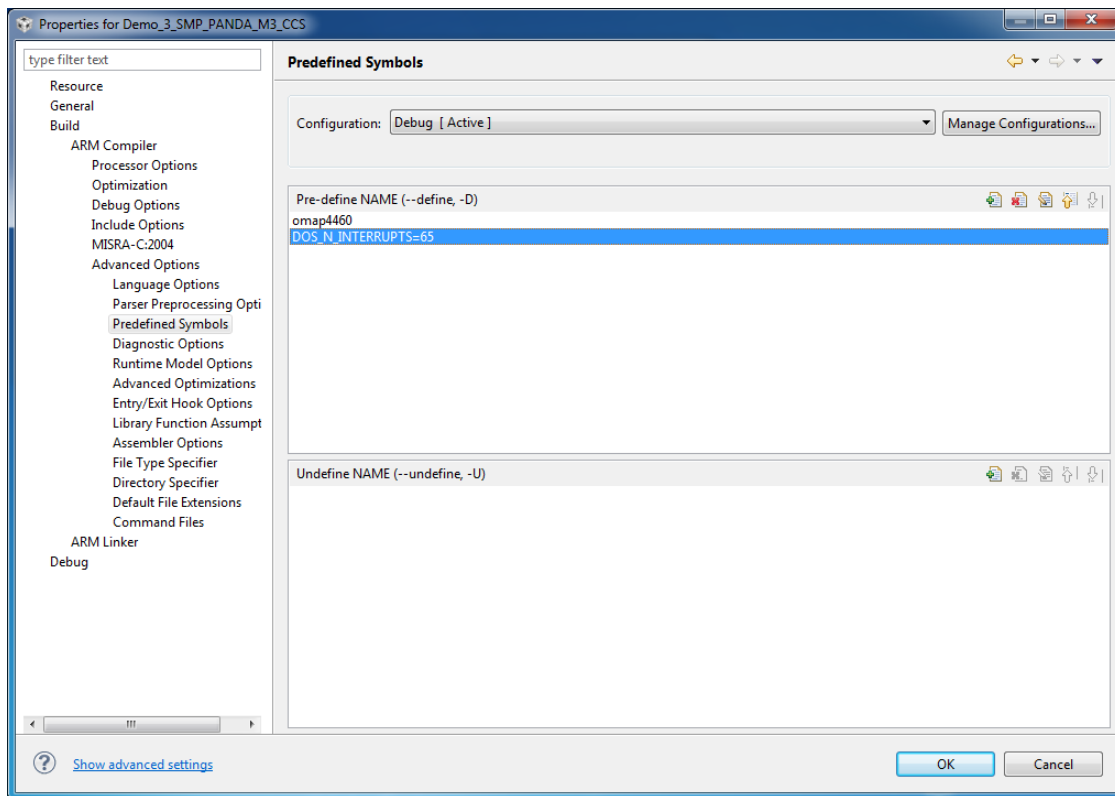 Properties for Demo_3_SMP_PANDA_M3_CCS
type filter text
Resource
General
Build
ARM Compiler
Processor Options
Optimization
Debug Options
Include Options
MISRA-C:2004
Advanced Options
Language Options
Parser Preprocessing Opti
Predefined Symbols
Diagnostic Options
Runtime Model Options
Advanced Optimizations
Entry/Exit Hook Options
Library Function Assumpt
Assembler Options
File Type Specifier
Directory Specifier
Default File Extensions
Command Files
ARM Linker
Debug
Predefined Symbols
Configuration: Debug [ Active ] Manage Configurations...
Pre-define NAME (--define, -D)
omap4460
DOS_N_INTERRUPTS=65
Undefine NAME (--undefine, -U)
? Show advanced settings
OK Cancel